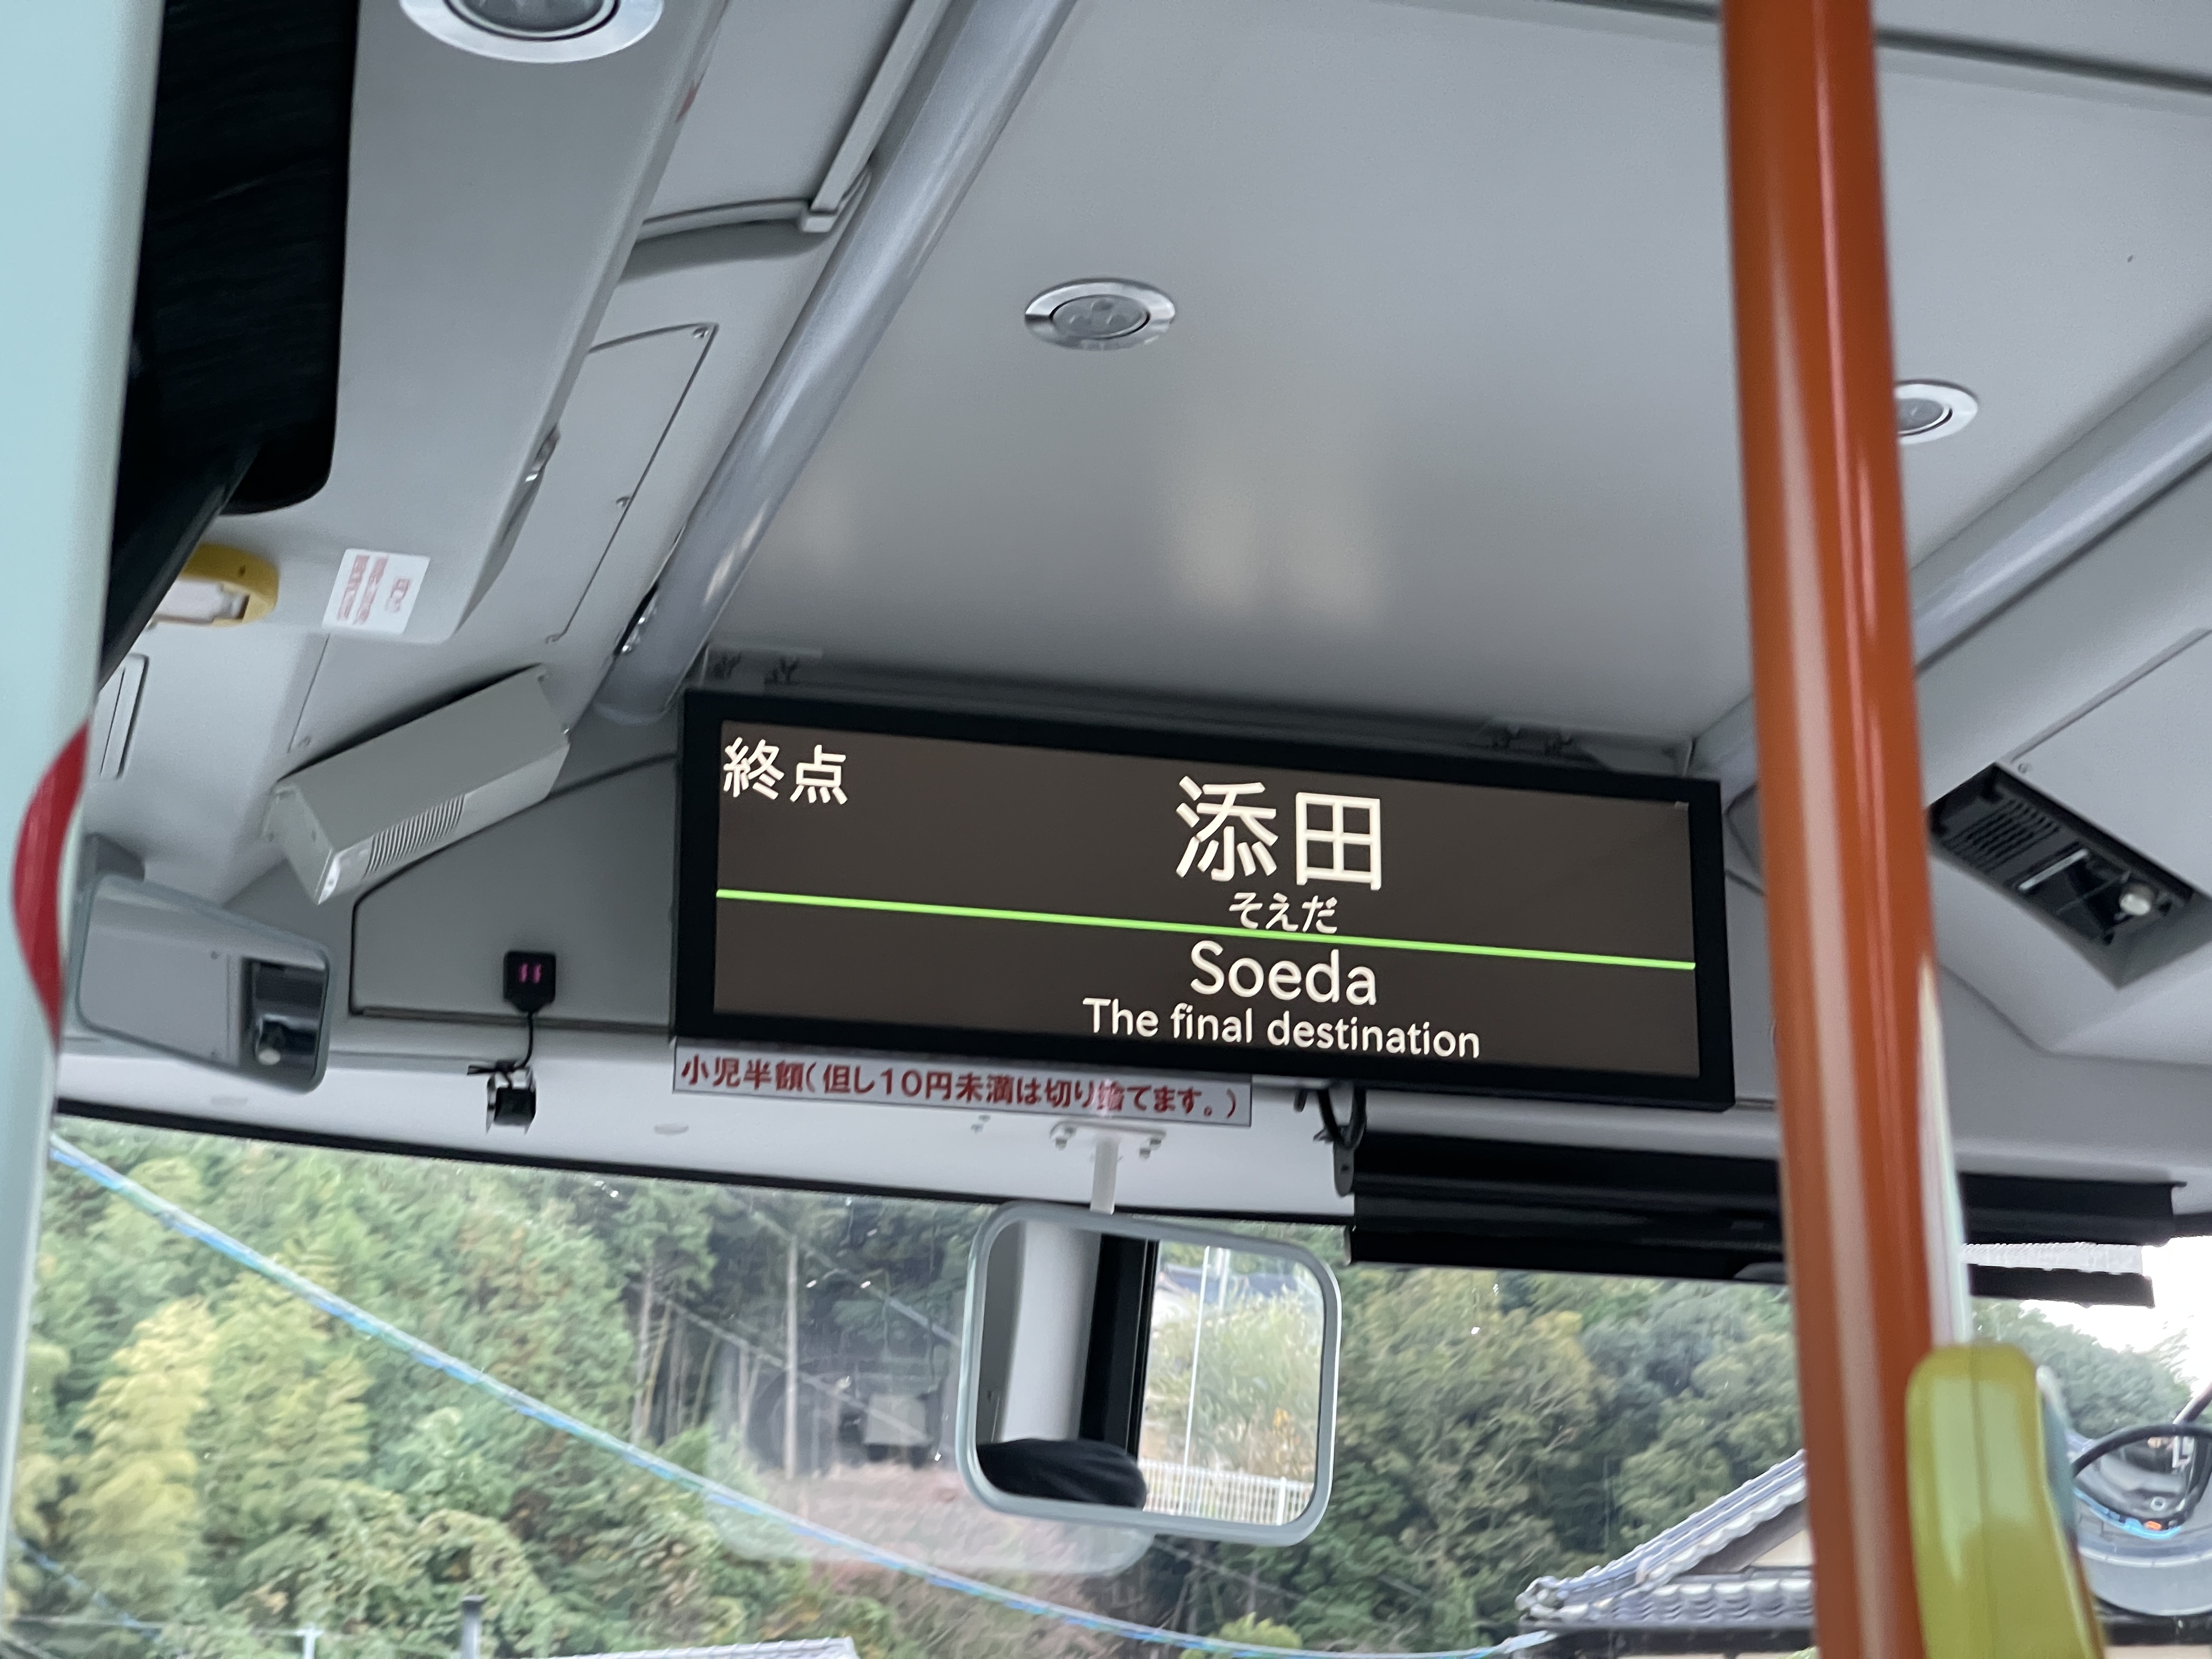 終点
添田
そえだ
Soeda
The final destination
小児半額(但し10円未満は切り捨てます。)